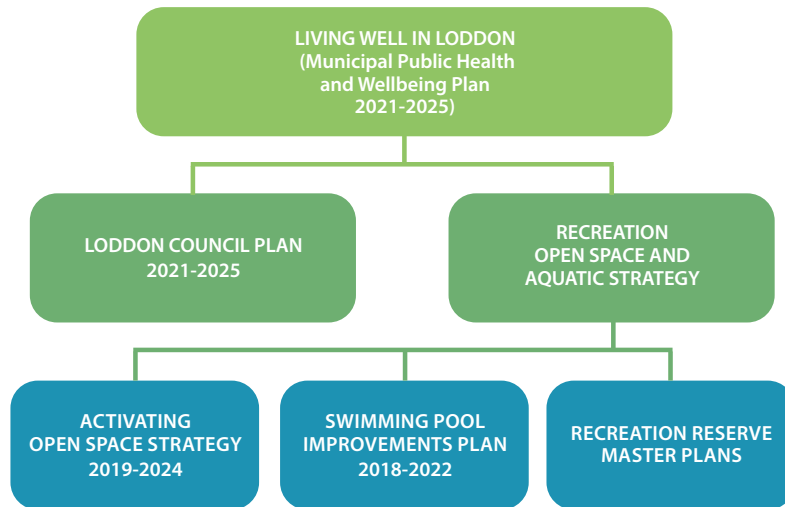 LIVING WELL IN LODDON
(Municipal Public Health
and Wellbeing Plan
2021-2025)
LODDON COUNCIL PLAN
2021-2025
RECREATION
OPEN SPACE AND
AQUATIC STRATEGY
ACTIVATING
OPEN SPACE STRATEGY
2019-2024
SWIMMING POOL
IMPROVEMENTS PLAN
2018-2022
RECREATION RESERVE
MASTER PLANS